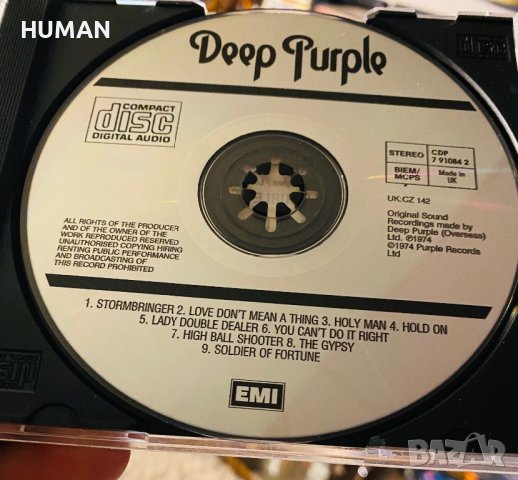 HUMAN
Deep Purple
COMPACT
disc
DIGITAL AUDIO
STEREO
CDP
7 91084 2
BIEM/
MCPS
Made in
UK
UK:CZ 142
Original Sound
Recordings made by
Deep Purple (Overseas)
Ltd. ℗1974
©1974 Purple Records
Ltd
ALL RIGHTS OF THE PRODUCER
AND OF THE OWNER OF THE
WORK REPRODUCED RESERVED
UNAUTHORISED COPYING HIRING
RENTING PUBLIC PERFORMANCE
AND BROADCASTING OF
THIS RECORD PROHIBITED
1. STORMBRINGER 2. LOVE DON'T MEAN A THING 3. HOLY MAN 4. HOLD ON
5. LADY DOUBLE DEALER 6. YOU CAN'T DO IT RIGHT
7. HIGH BALL SHOOTER 8. THE GYPSY
9. SOLDIER OF FORTUNE
EMI
BAZAR